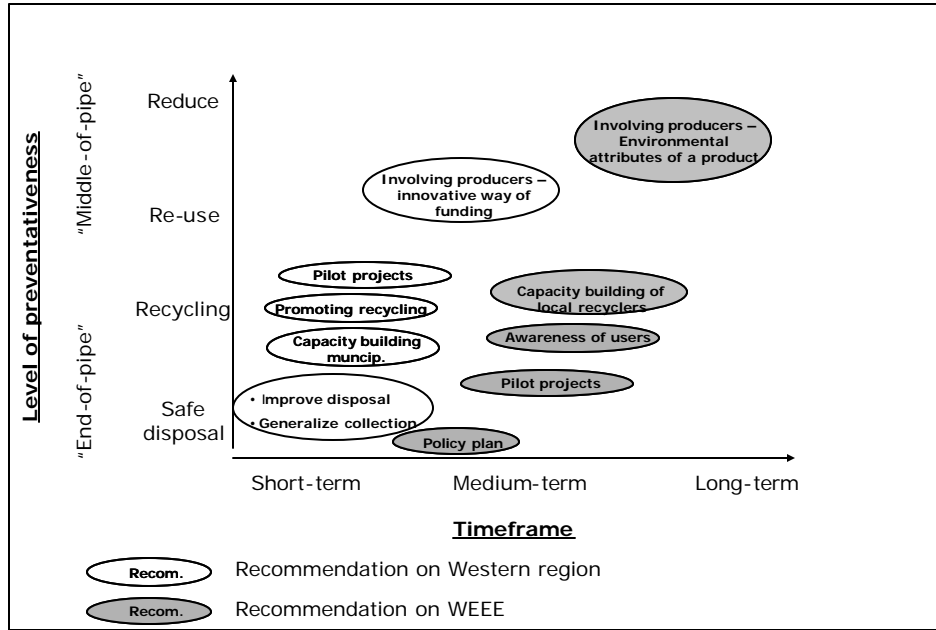 Level of preventativeness
"Middle-of-pipe"
"End-of-pipe"
Reduce
Re-use
Recycling
Safe
disposal
Involving producers –
Environmental
attributes of a product
Involving producers –
innovative way of
funding
Pilot projects
Promoting recycling
Capacity building
muncip.
Capacity building of
local recyclers
Awareness of users
Pilot projects
• Improve disposal
• Generalize collection
Policy plan
Short-term
Medium-term
Long-term
Timeframe
Recom.
Recommendation on Western region
Recom.
Recommendation on WEEE